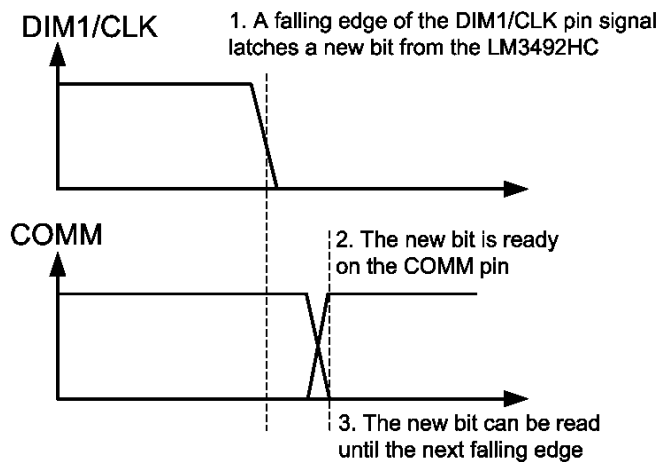 DIM1/CLK
1. A falling edge of the DIM1/CLK pin signal
latches a new bit from the LM3492HC
COMM
2. The new bit is ready
on the COMM pin
3. The new bit can be read
until the next falling edge